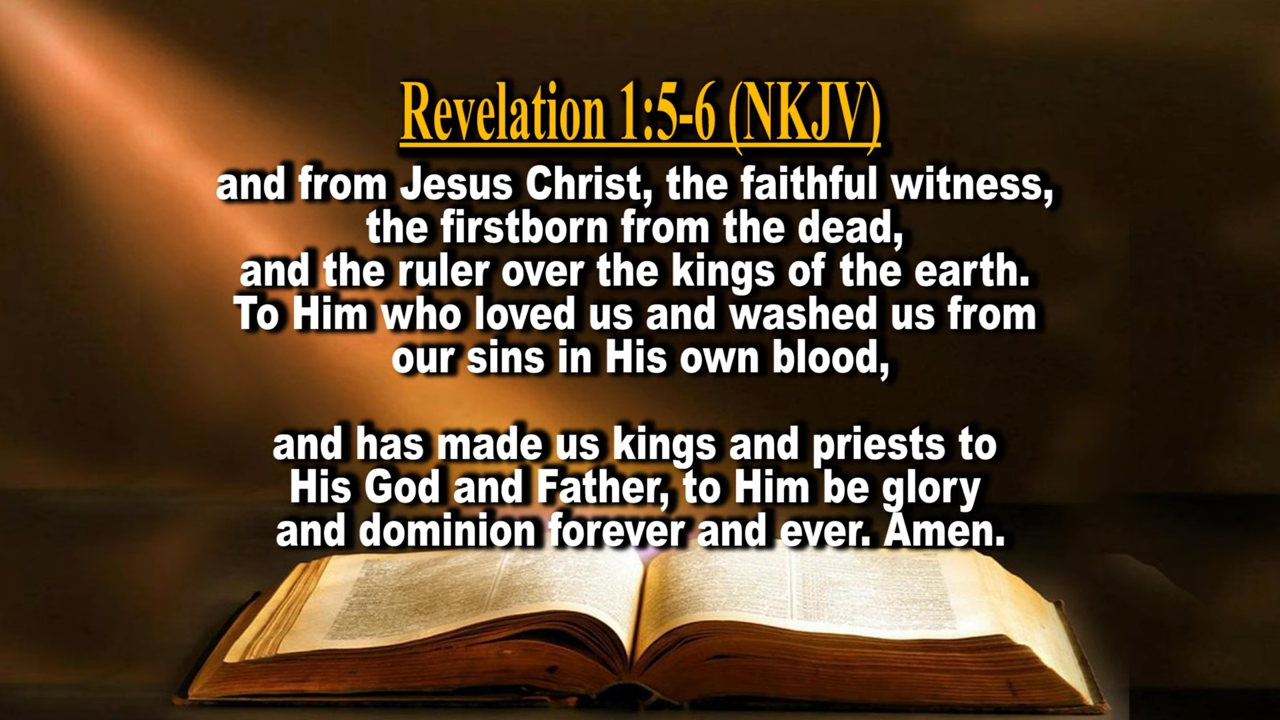 Revelation 1:5-6 (NKJV)
and from Jesus Christ, the faithful witness,
the firstborn from the dead,
and the ruler over the kings of the earth.
To Him who loved us and washed us from
our sins in His own blood,
and has made us kings and priests to
His God and Father, to Him be glory
and dominion forever and ever. Amen.